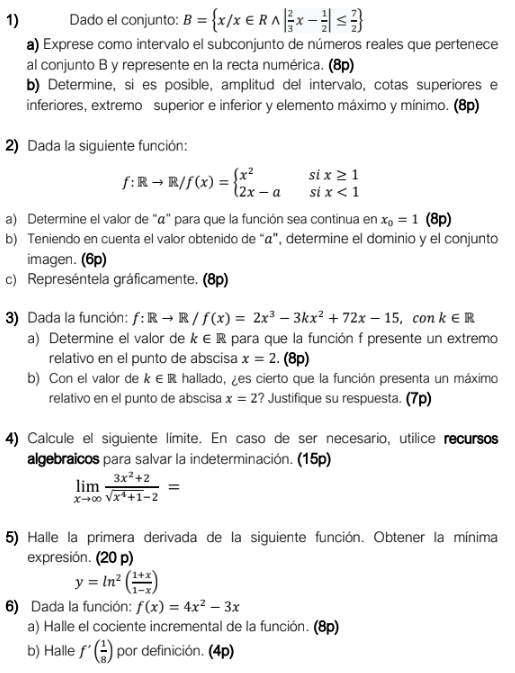 1) Dado el conjunto: B = {x/x ∈ R ∧ |2/3 x − 1/2| ≤ 7/2}
a) Exprese como intervalo el subconjunto de números reales que pertenece
al conjunto B y represente en la recta numérica. (8p)
b) Determine, si es posible, amplitud del intervalo, cotas superiores e
inferiores, extremo superior e inferior y elemento máximo y mínimo. (8p)
2) Dada la siguiente función:
f: ℝ → ℝ/f(x) = { x² si x ≥ 1
2x − a si x < 1
a) Determine el valor de "a" para que la función sea continua en x₀ = 1 (8p)
b) Teniendo en cuenta el valor obtenido de "a", determine el dominio y el conjunto
imagen. (6p)
c) Represéntela gráficamente. (8p)
3) Dada la función: f: ℝ → ℝ / f(x) = 2x³ − 3kx² + 72x − 15, con k ∈ ℝ
a) Determine el valor de k ∈ ℝ para que la función f presente un extremo
relativo en el punto de abscisa x = 2. (8p)
b) Con el valor de k ∈ ℝ hallado, ¿es cierto que la función presenta un máximo
relativo en el punto de abscisa x = 2? Justifique su respuesta. (7p)
4) Calcule el siguiente límite. En caso de ser necesario, utilice recursos
algebraicos para salvar la indeterminación. (15p)
lim x→∞ (3x²+2)/(√(x⁴+1)−2) =
5) Halle la primera derivada de la siguiente función. Obtener la mínima
expresión. (20 p)
y = ln² ((1+x)/(1−x))
6) Dada la función: f(x) = 4x² − 3x
a) Halle el cociente incremental de la función. (8p)
b) Halle f´(1/8) por definición. (4p)